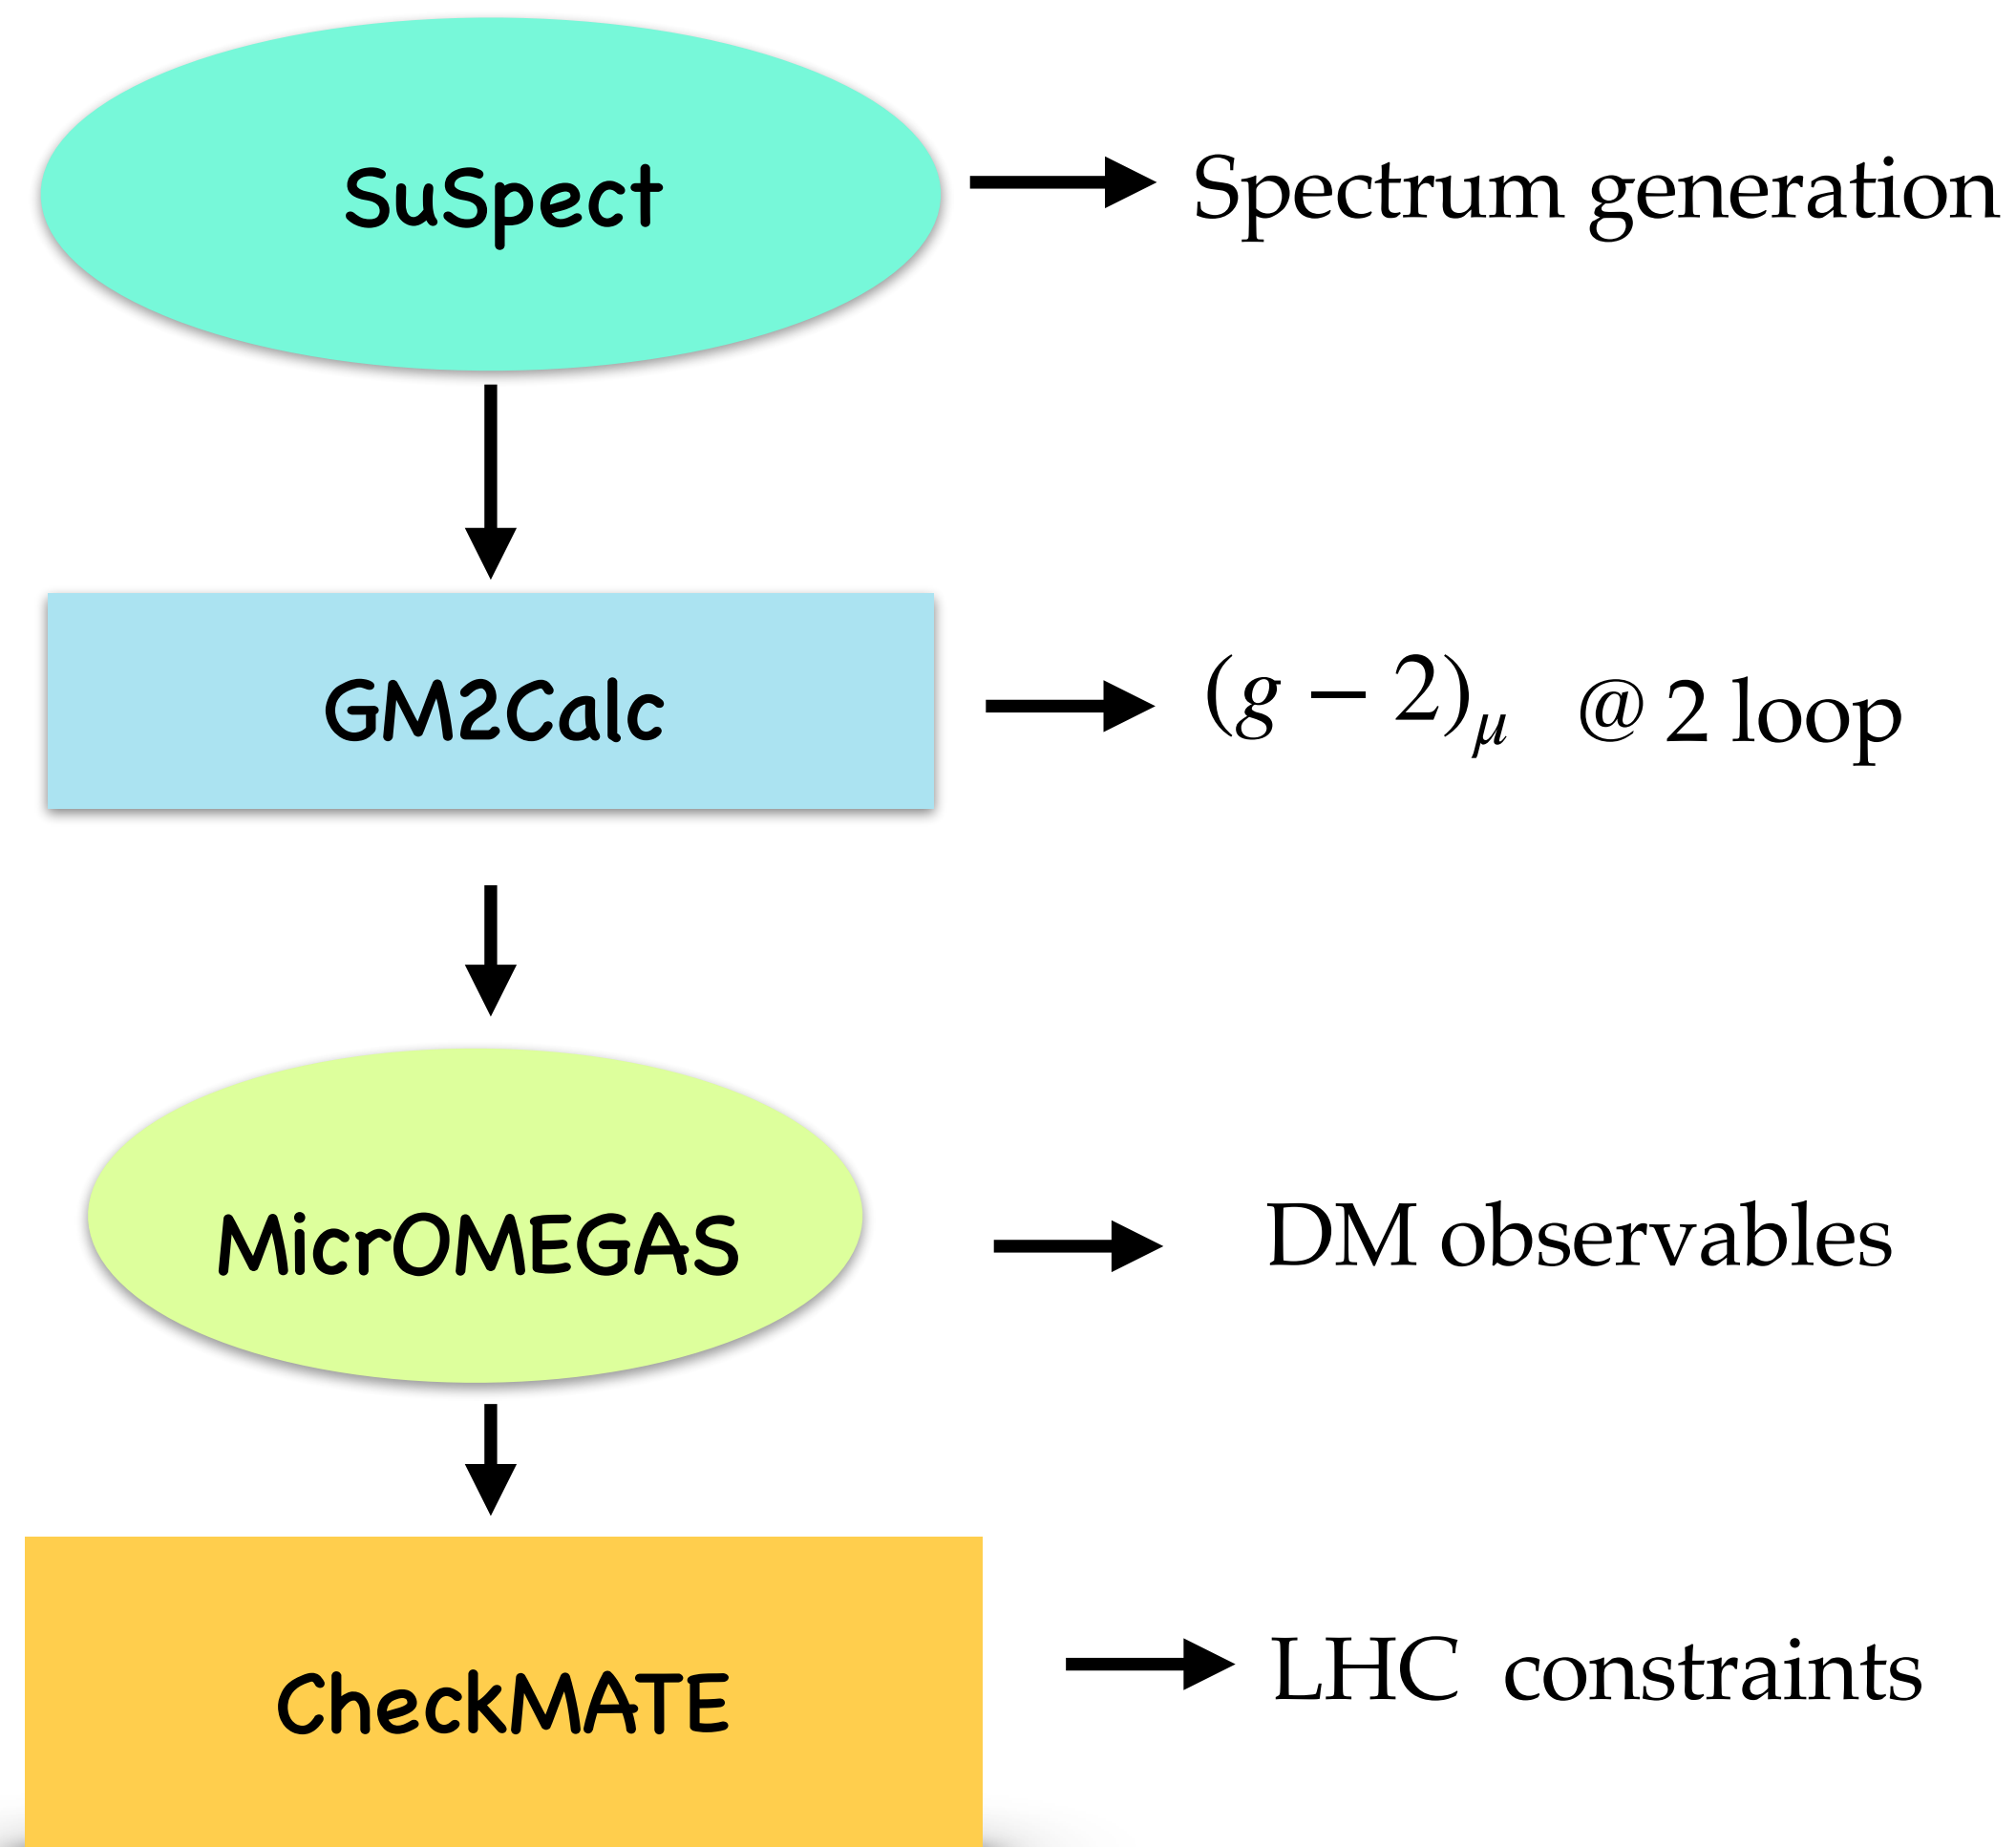 SuSpect
Spectrum generation
GM2Calc
(g − 2)μ @ 2 loop
MicrOMEGAS
DM observables
CheckMATE
LHC constraints